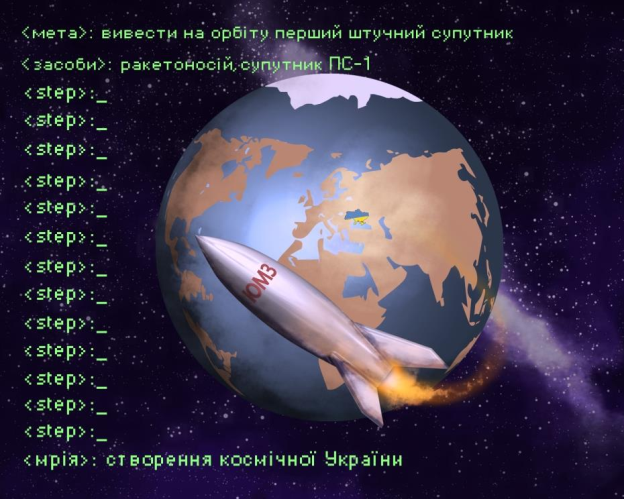 <мета>: вивести на орбіту перший штучний супутник
<засоби>: ракетоносій, супутник ПС-1
<step>:_
<step>:_
<step>:_
<step>:_
<step>:_
<step>:_
<step>:_
<step>:_
<step>:_
<step>:_
<step>:_
<step>:_
<step>:_
ЮМЗ
<мрія>: створення космічної України